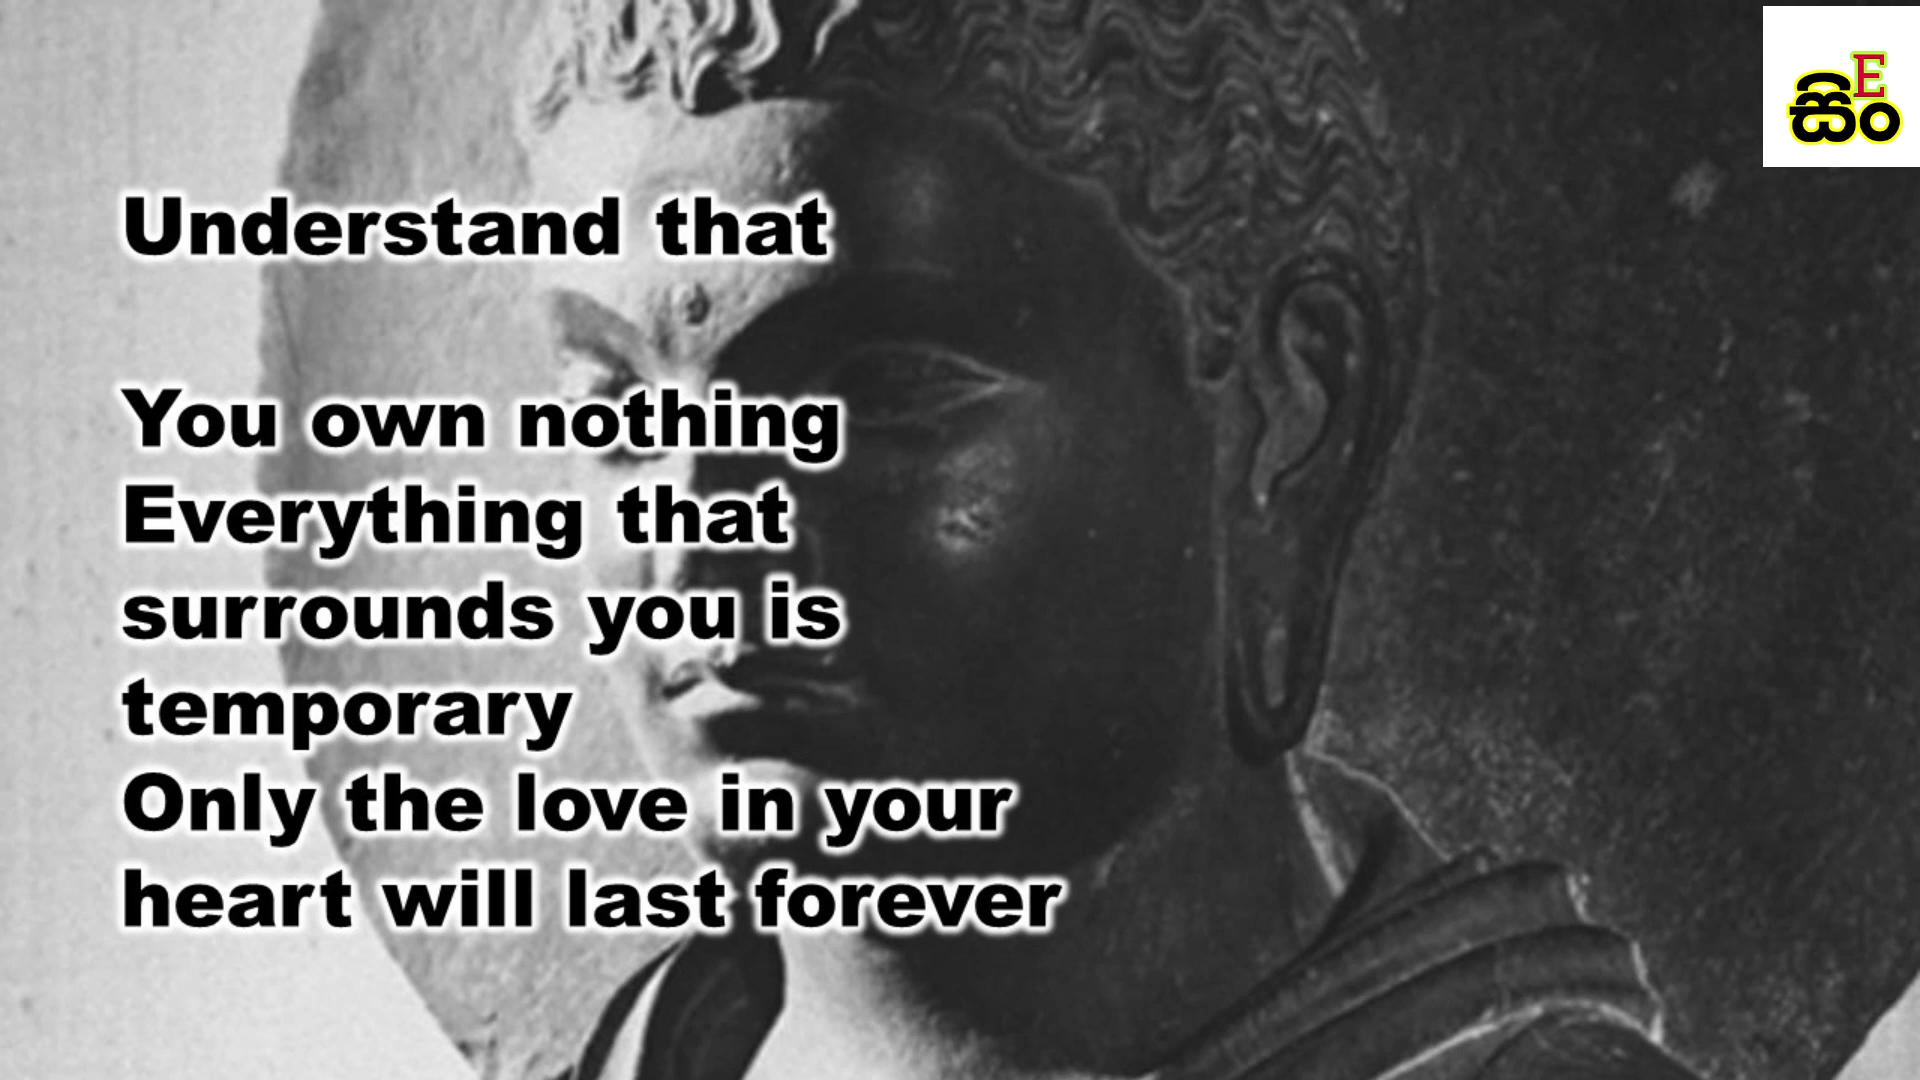 E
සිං
Understand that
You own nothing
Everything that
surrounds you is
temporary
Only the love in your
heart will last forever